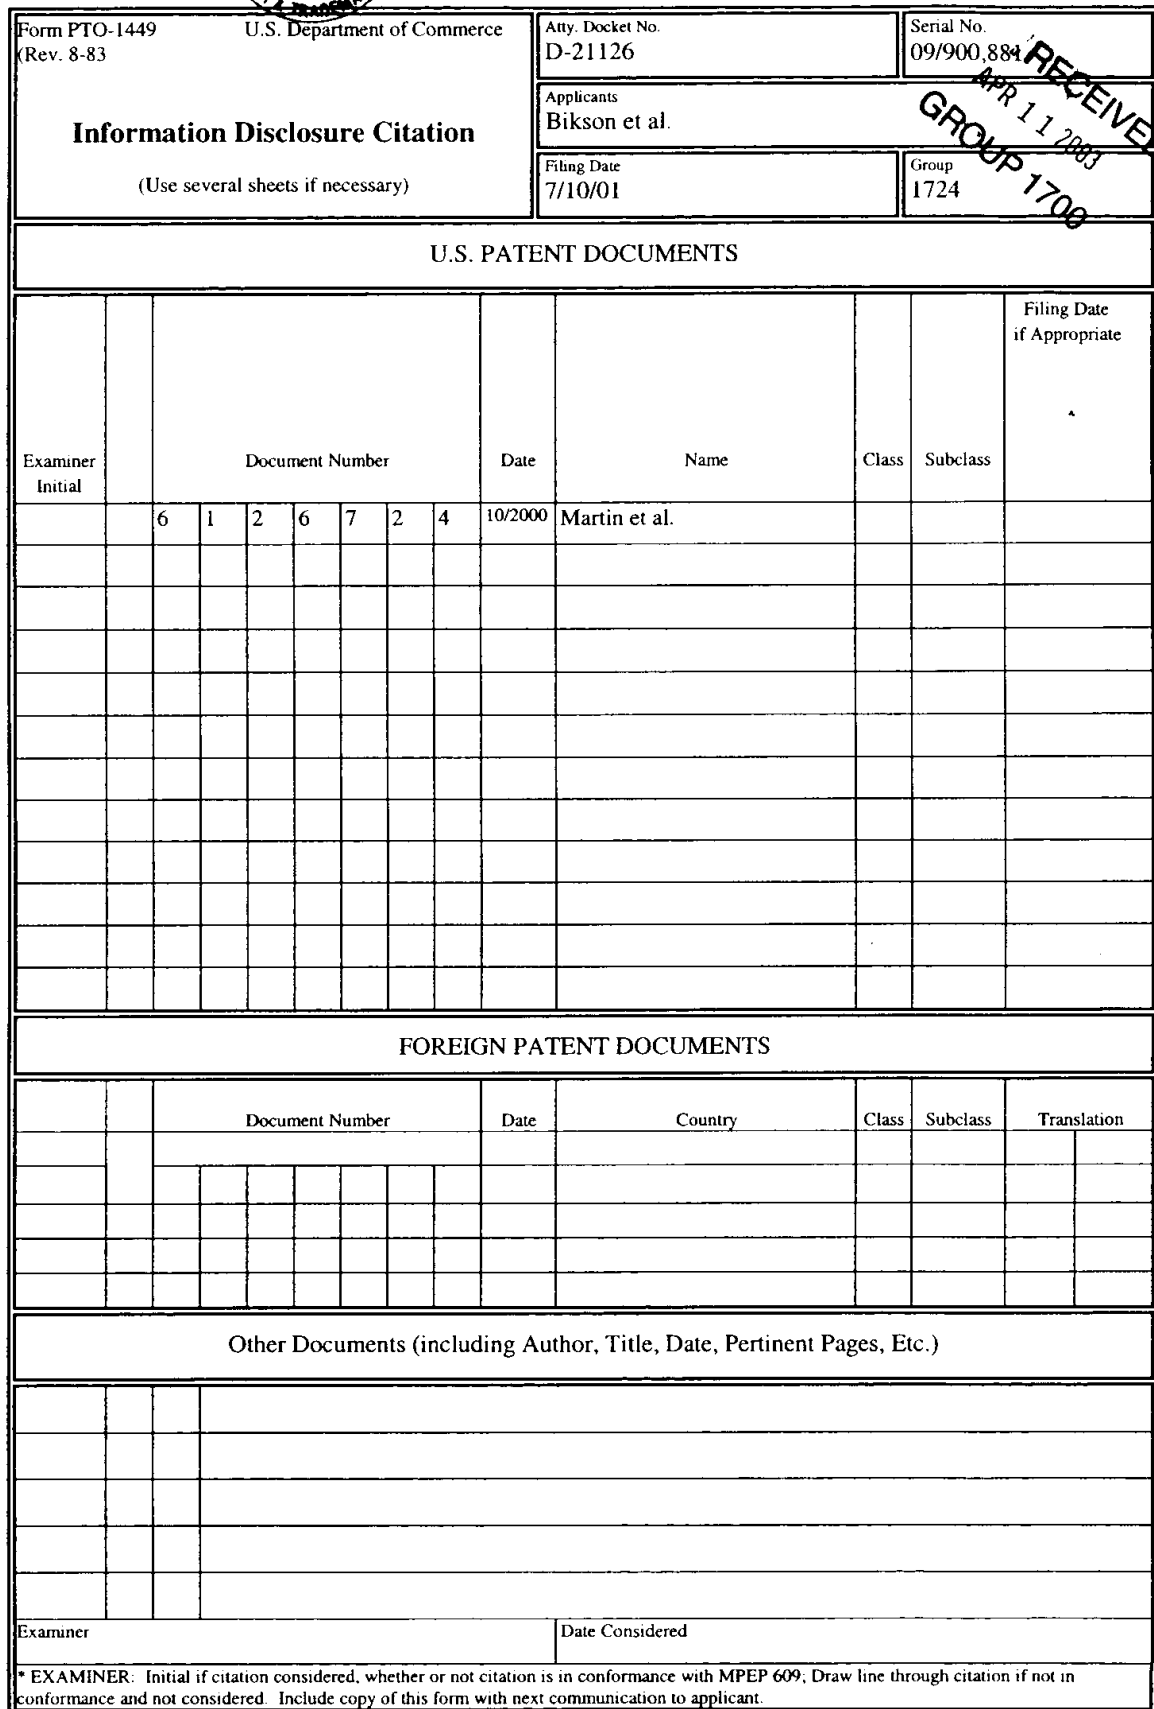 & TRADEMA
Form PTO-1449 U.S. Department of Commerce
(Rev. 8-83
Information Disclosure Citation
(Use several sheets if necessary)
Atty. Docket No.
D-21126
Serial No.
09/900,881
Applicants
Bikson et al.
Filing Date
7/10/01
Group
1724
RECEIVE
APR 11 2003
GROUP 1700
U.S. PATENT DOCUMENTS
Examiner
Initial
Document Number
Date
Name
Class
Subclass
Filing Date
if Appropriate
6 1 2 6 7 2 4 10/2000 Martin et al.
FOREIGN PATENT DOCUMENTS
Document Number Date Country Class Subclass Translation
Other Documents (including Author, Title, Date, Pertinent Pages, Etc.)
Examiner Date Considered
* EXAMINER: Initial if citation considered, whether or not citation is in conformance with MPEP 609; Draw line through citation if not in
conformance and not considered. Include copy of this form with next communication to applicant.